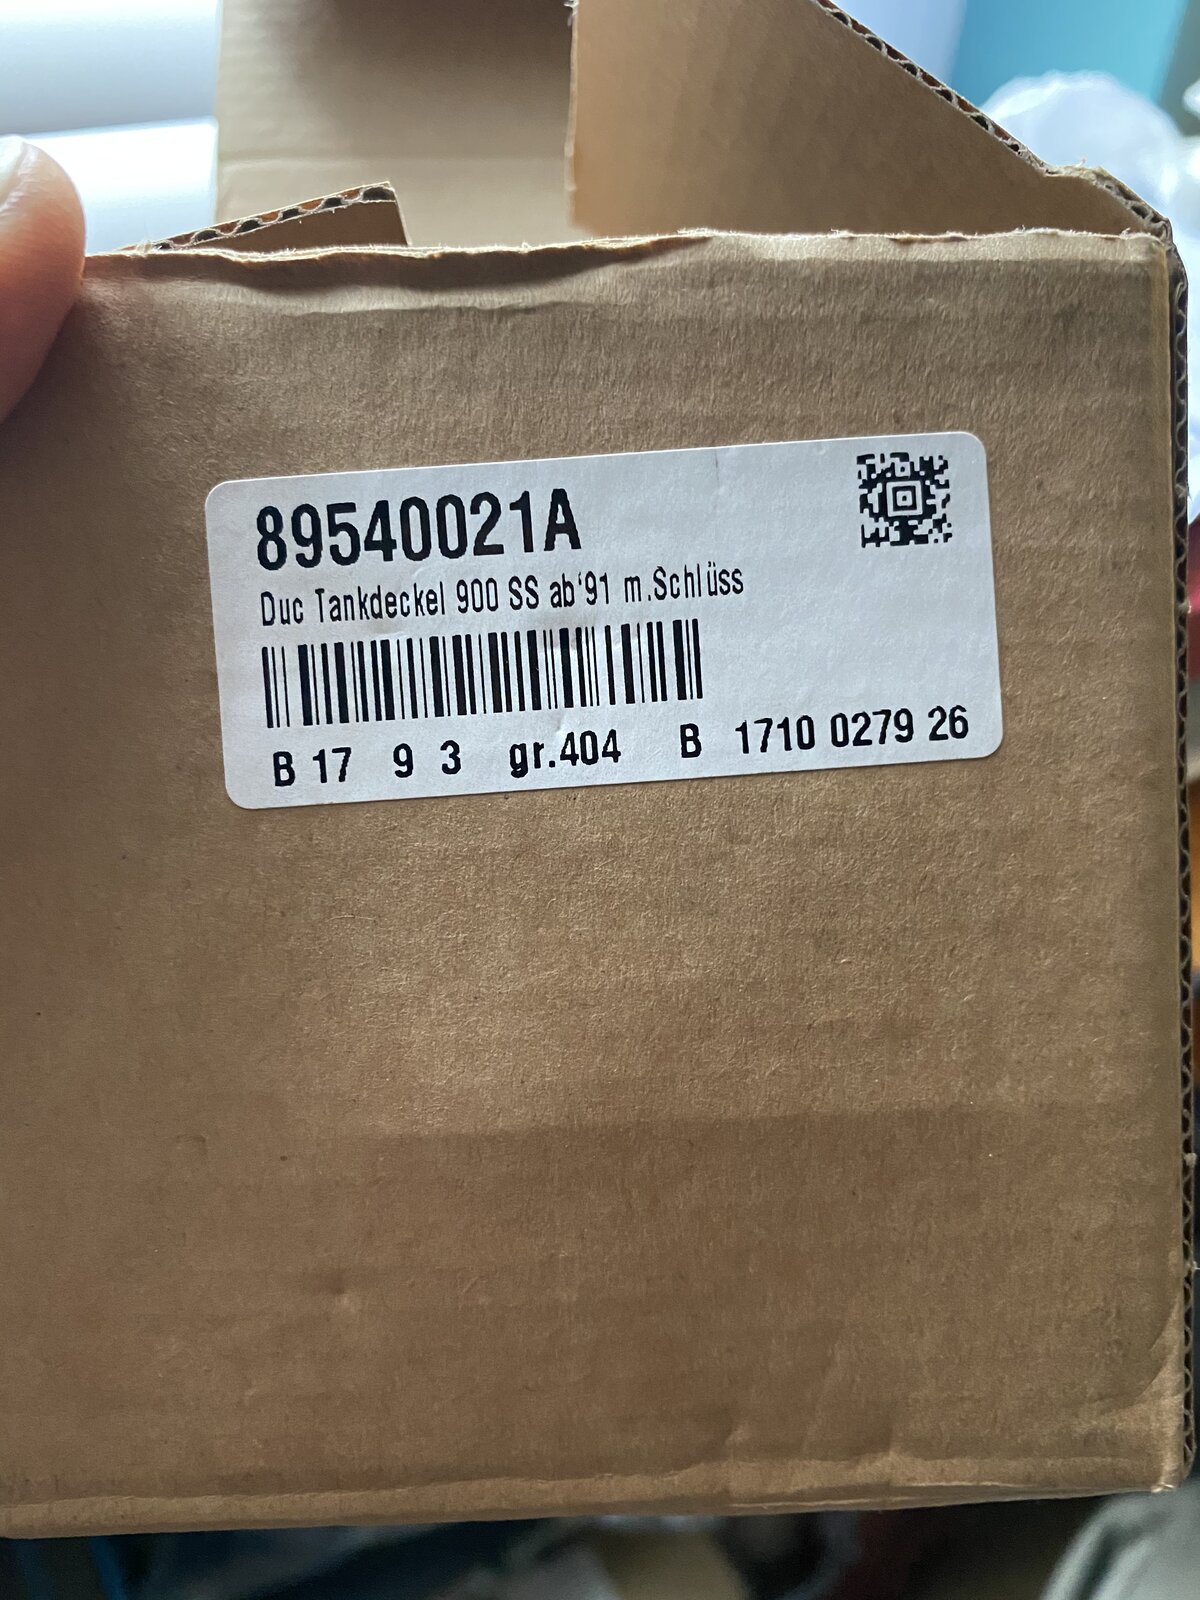 89540021A
Duc Tankdeckel 900 SS ab‘91 m.Schlüss
B 17 9 3 gr.404 B 1710 0279 26